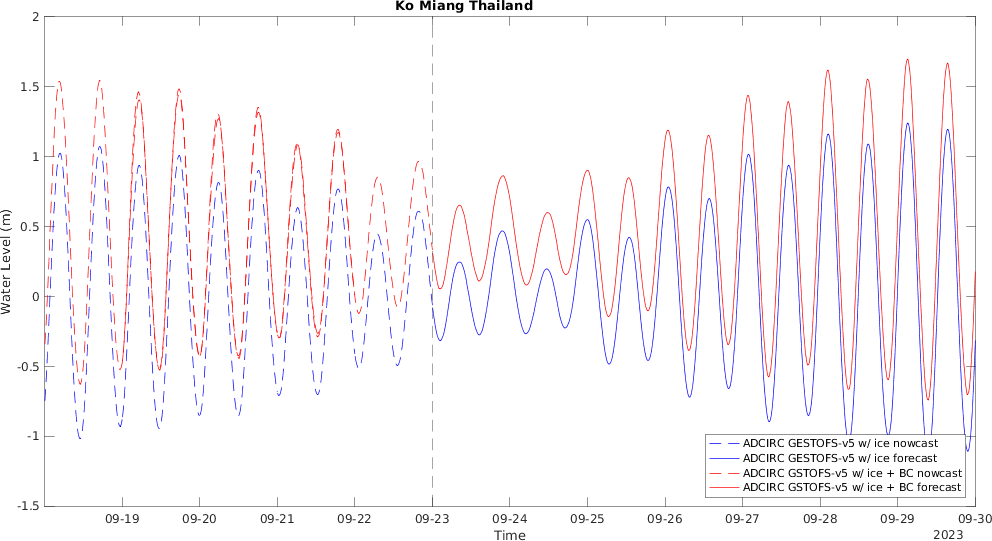 Ko Miang Thailand
2
1.5
1
0.5
0
-0.5
-1
-1.5
Water Level (m)
ADCIRC GESTOFS-v5 w/ ice nowcast
ADCIRC GESTOFS-v5 w/ ice forecast
ADCIRC GSTOFS-v5 w/ ice + BC nowcast
ADCIRC GSTOFS-v5 w/ ice + BC forecast
09-19 09-20 09-21 09-22 09-23 09-24 09-25 09-26 09-27 09-28 09-29 09-30
Time
2023